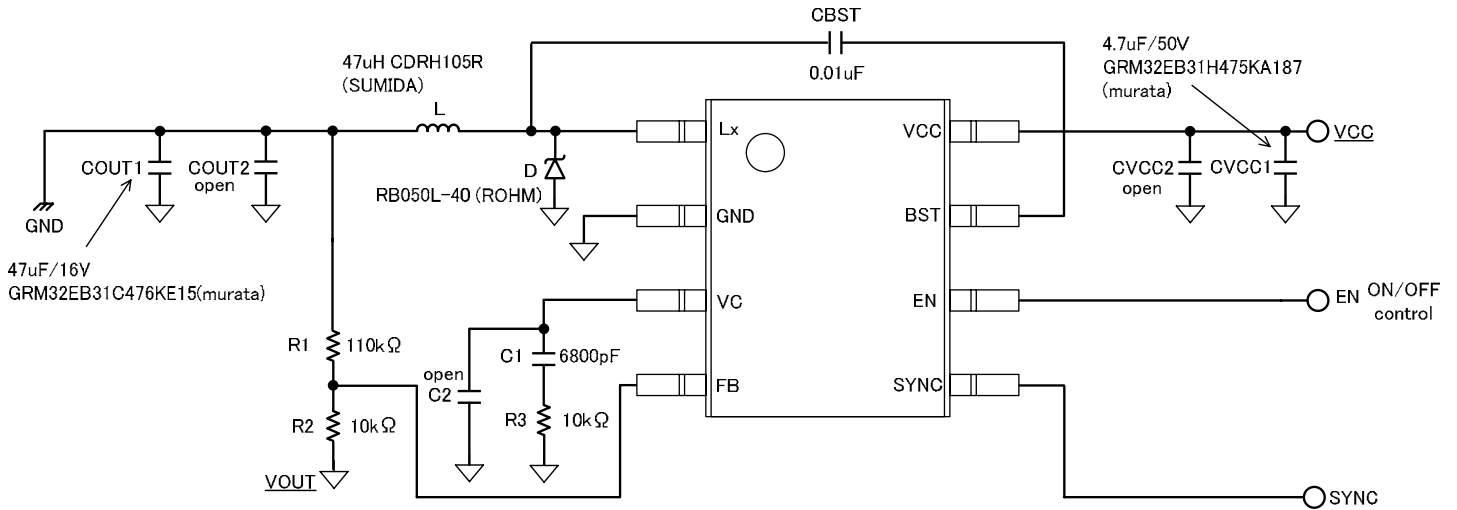 CBST
0.01uF
47uH CDRH105R
(SUMIDA)
L
4.7uF/50V
GRM32EB31H475KA187
(murata)
Lx
VCC
VCC
COUT1
COUT2
open
D
RB050L-40 (ROHM)
CVCC2
open
CVCC1
GND
GND
BST
47uF/16V
GRM32EB31C476KE15(murata)
VC
EN
EN ON/OFF
control
R1 110kΩ
C1 6800pF
open
C2
FB
SYNC
R2 10kΩ
R3 10kΩ
VOUT
SYNC